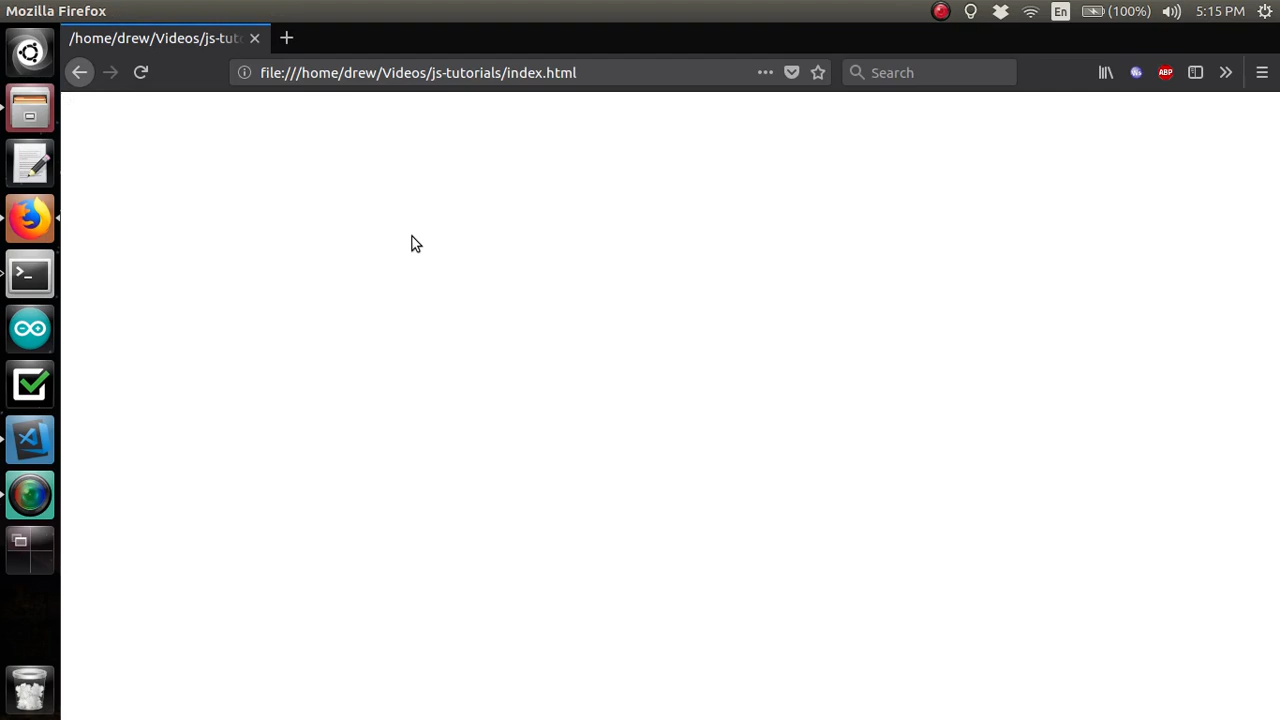 Mozilla Firefox
En
(100%)
5:15 PM
/home/drew/Videos/js-tut
file:///home/drew/Videos/js-tutorials/index.html
Search
ABP